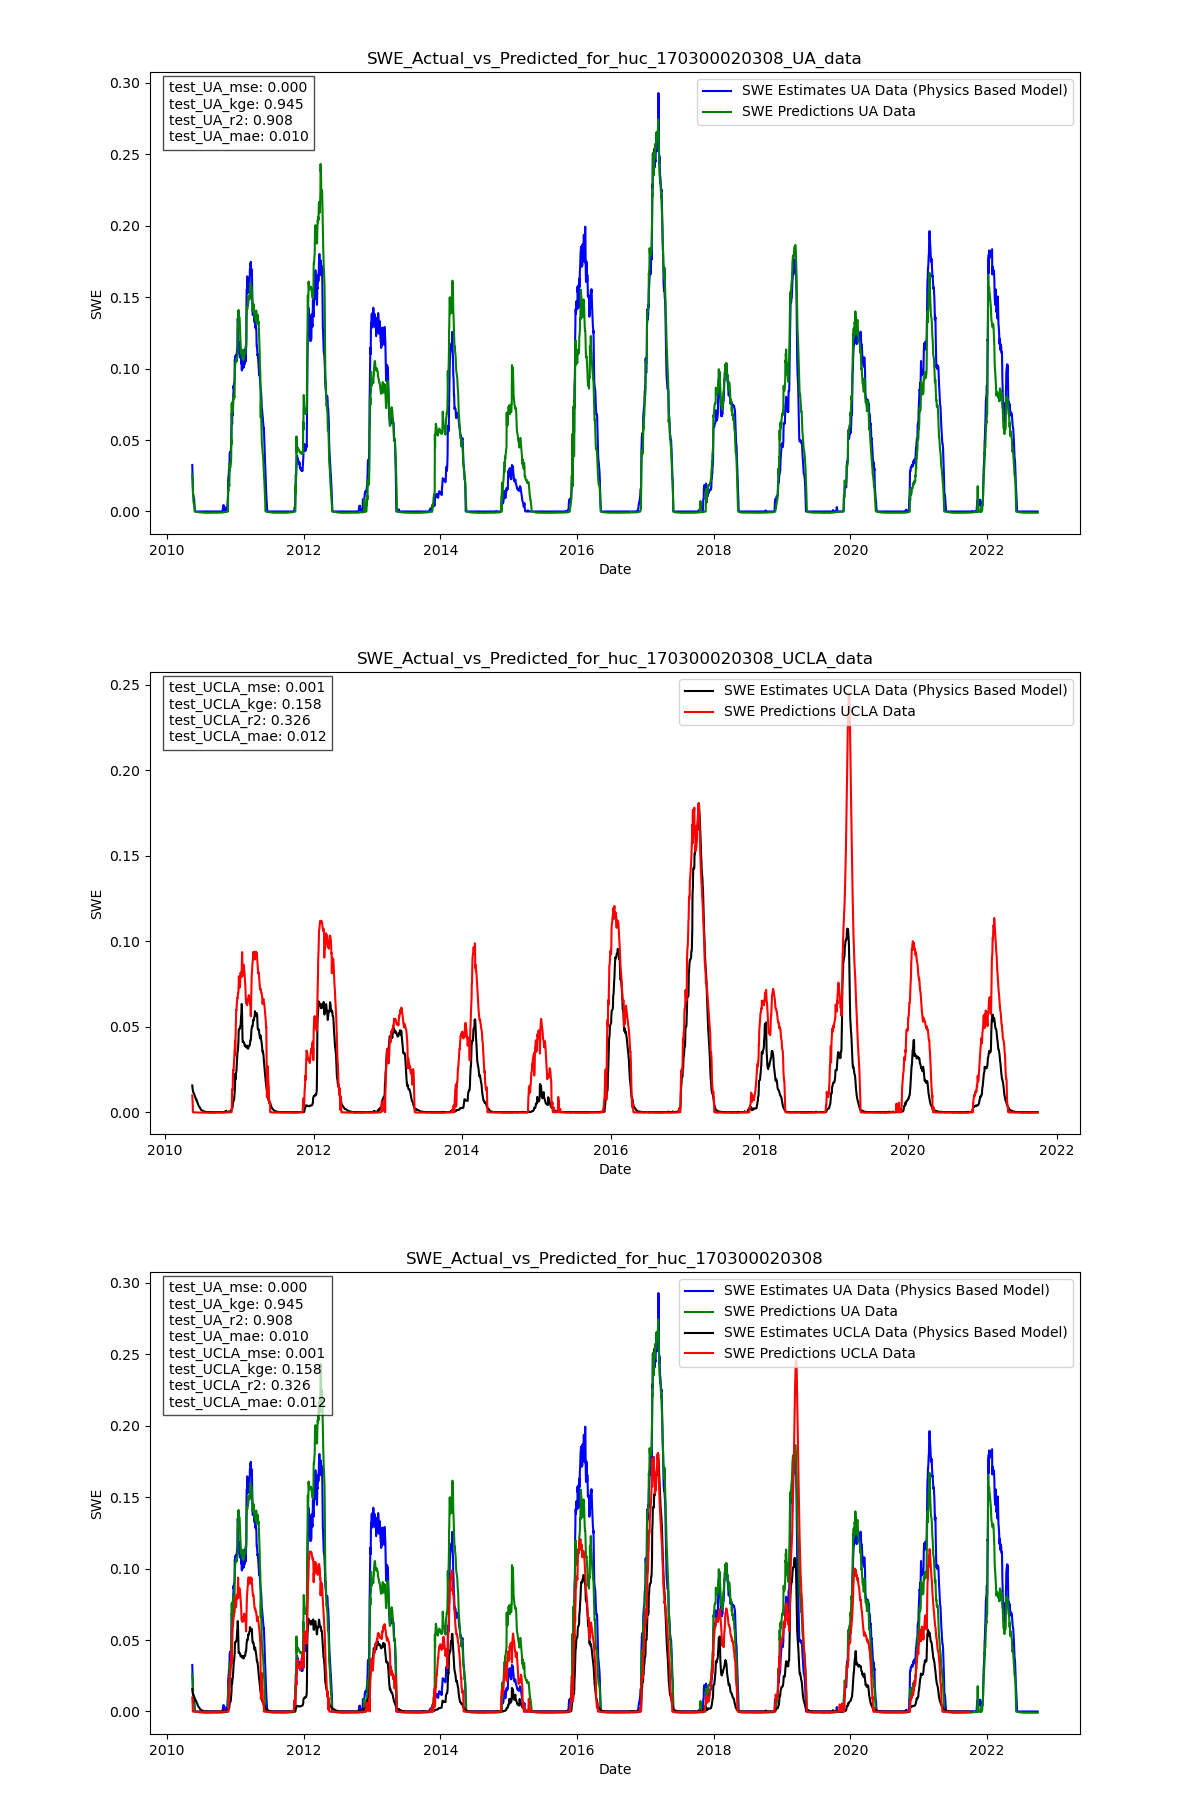 SWE_Actual_vs_Predicted_for_huc_170300020308_UA_data
test_UA_mse: 0.000
test_UA_kge: 0.945
test_UA_r2: 0.908
test_UA_mae: 0.010
SWE Estimates UA Data (Physics Based Model)
SWE Predictions UA Data
0.30
0.25
0.20
0.15
0.10
0.05
0.00
SWE
2010 2012 2014 2016 2018 2020 2022
Date
SWE_Actual_vs_Predicted_for_huc_170300020308_UCLA_data
test_UCLA_mse: 0.001
test_UCLA_kge: 0.158
test_UCLA_r2: 0.326
test_UCLA_mae: 0.012
SWE Estimates UCLA Data (Physics Based Model)
SWE Predictions UCLA Data
0.25
0.20
0.15
0.10
0.05
0.00
SWE
2010 2012 2014 2016 2018 2020 2022
Date
SWE_Actual_vs_Predicted_for_huc_170300020308
test_UA_mse: 0.000
test_UA_kge: 0.945
test_UA_r2: 0.908
test_UA_mae: 0.010
test_UCLA_mse: 0.001
test_UCLA_kge: 0.158
test_UCLA_r2: 0.326
test_UCLA_mae: 0.012
SWE Estimates UA Data (Physics Based Model)
SWE Predictions UA Data
SWE Estimates UCLA Data (Physics Based Model)
SWE Predictions UCLA Data
0.30
0.25
0.20
0.15
0.10
0.05
0.00
SWE
2010 2012 2014 2016 2018 2020 2022
Date